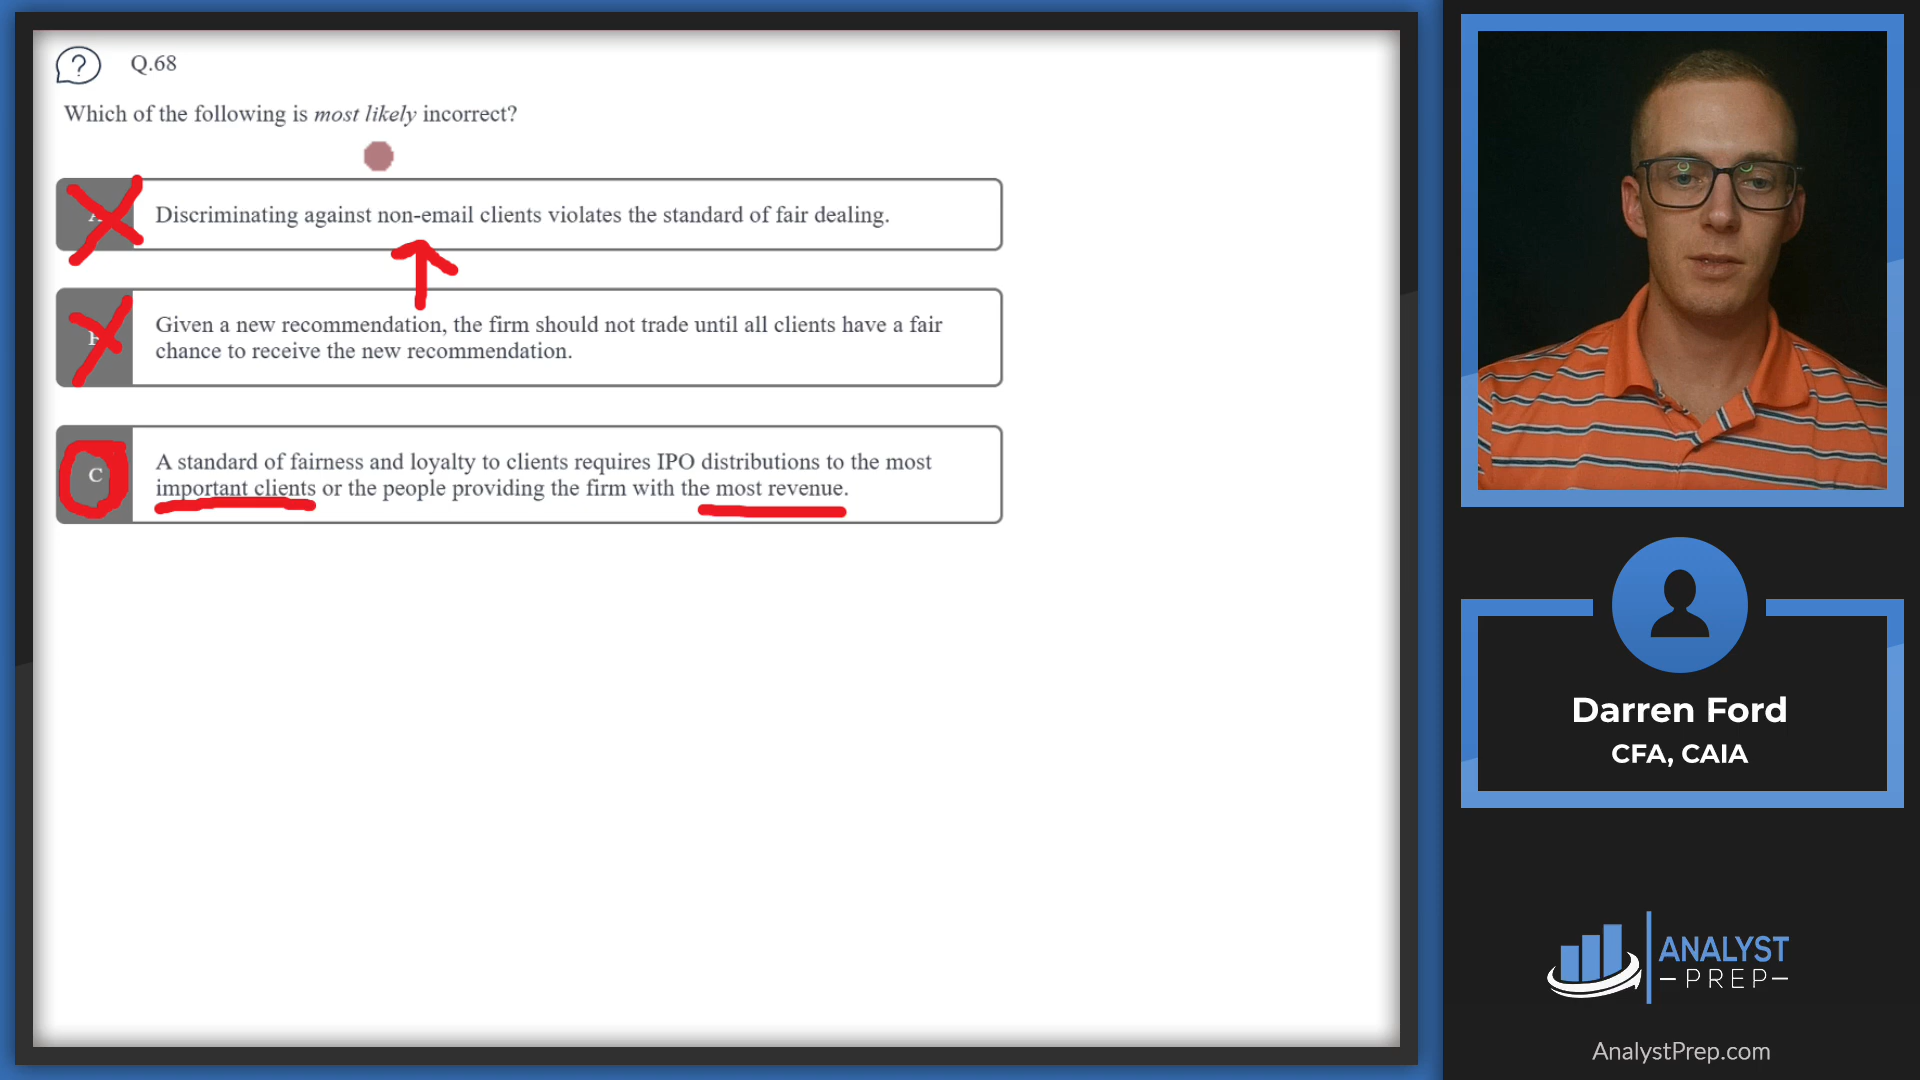 Q.68
Which of the following is most likely incorrect?
Discriminating against non-email clients violates the standard of fair dealing.
Given a new recommendation, the firm should not trade until all clients have a fair
chance to receive the new recommendation.
C
A standard of fairness and loyalty to clients requires IPO distributions to the most
important clients or the people providing the firm with the most revenue.
Darren Ford
CFA, CAIA
ANALYST
PREP
AnalystPrep.com